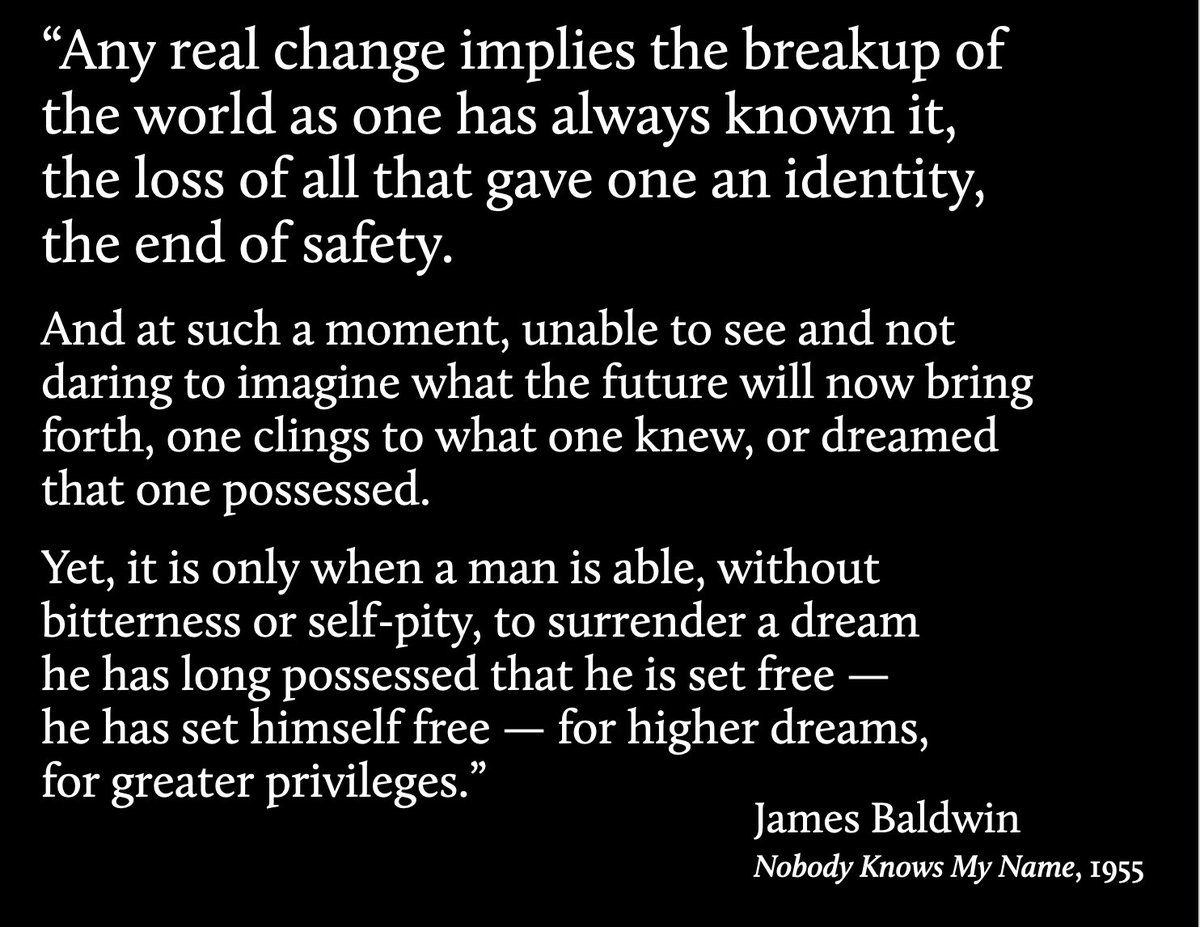 “Any real change implies the breakup of
the world as one has always known it,
the loss of all that gave one an identity,
the end of safety.
And at such a moment, unable to see and not
daring to imagine what the future will now bring
forth, one clings to what one knew, or dreamed
that one possessed.
Yet, it is only when a man is able, without
bitterness or self-pity, to surrender a dream
he has long possessed that he is set free —
he has set himself free — for higher dreams,
for greater privileges.”
James Baldwin
Nobody Knows My Name, 1955